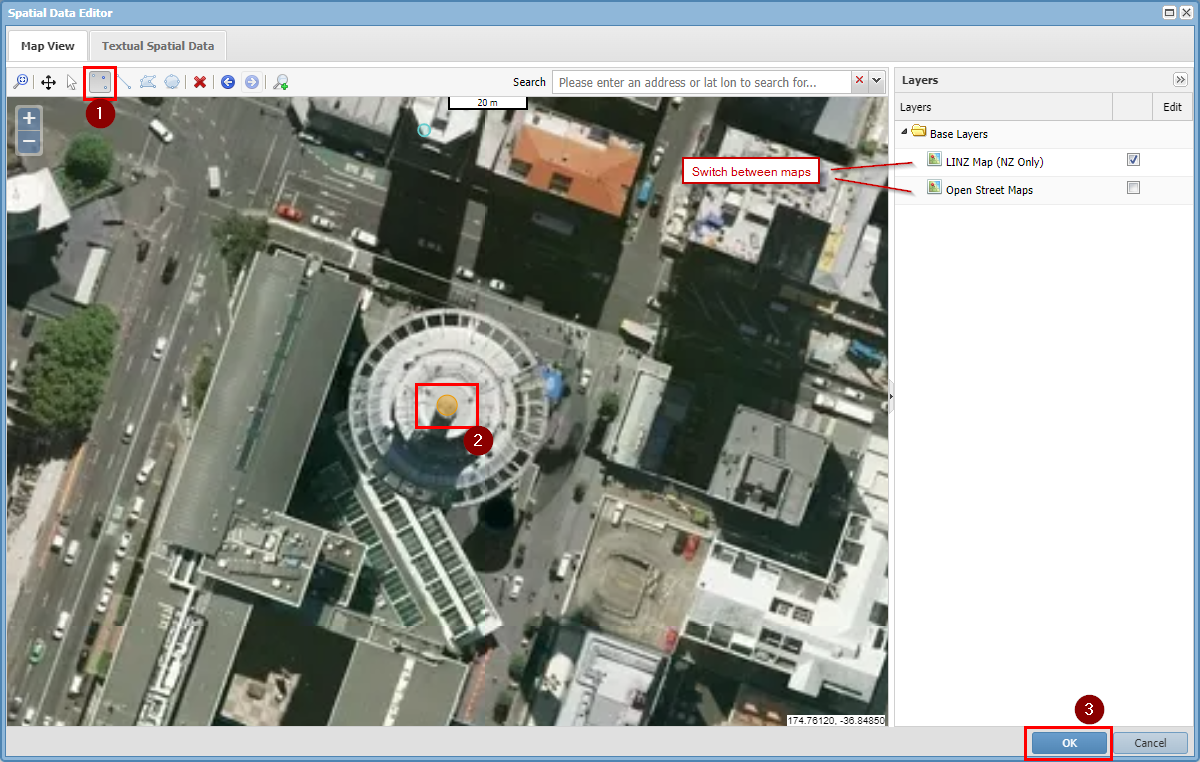 Spatial Data Editor
Map View
Textual Spatial Data
Search
Please enter an address or lat lon to search for...
20 m
1
2
Switch between maps
174.76120, -36.84850
Layers
Layers
Edit
Base Layers
LINZ Map (NZ Only)
Open Street Maps
3
OK
Cancel